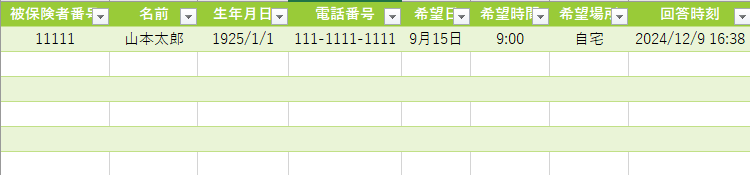 被保険者番号 名前 生年月日 電話番号 希望日 希望時間 希望場所 回答時刻
11111 山本太郎 1925/1/1 111-1111-1111 9月15日 9:00 自宅 2024/12/9 16:38